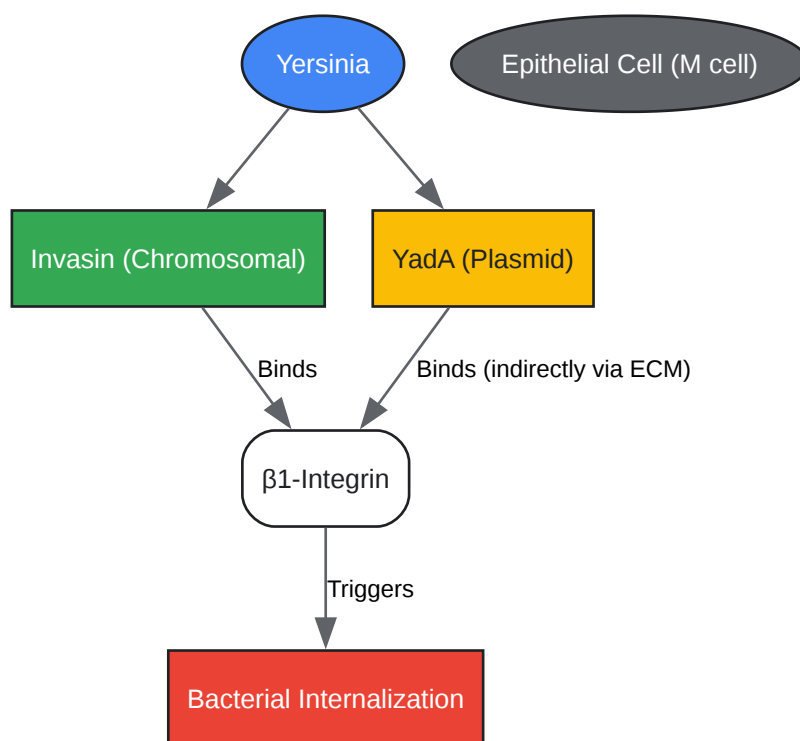 Yersinia
Epithelial Cell (M cell)
Invasin (Chromosomal)
YadA (Plasmid)
Binds
Binds (indirectly via ECM)
β1-Integrin
Triggers
Bacterial Internalization